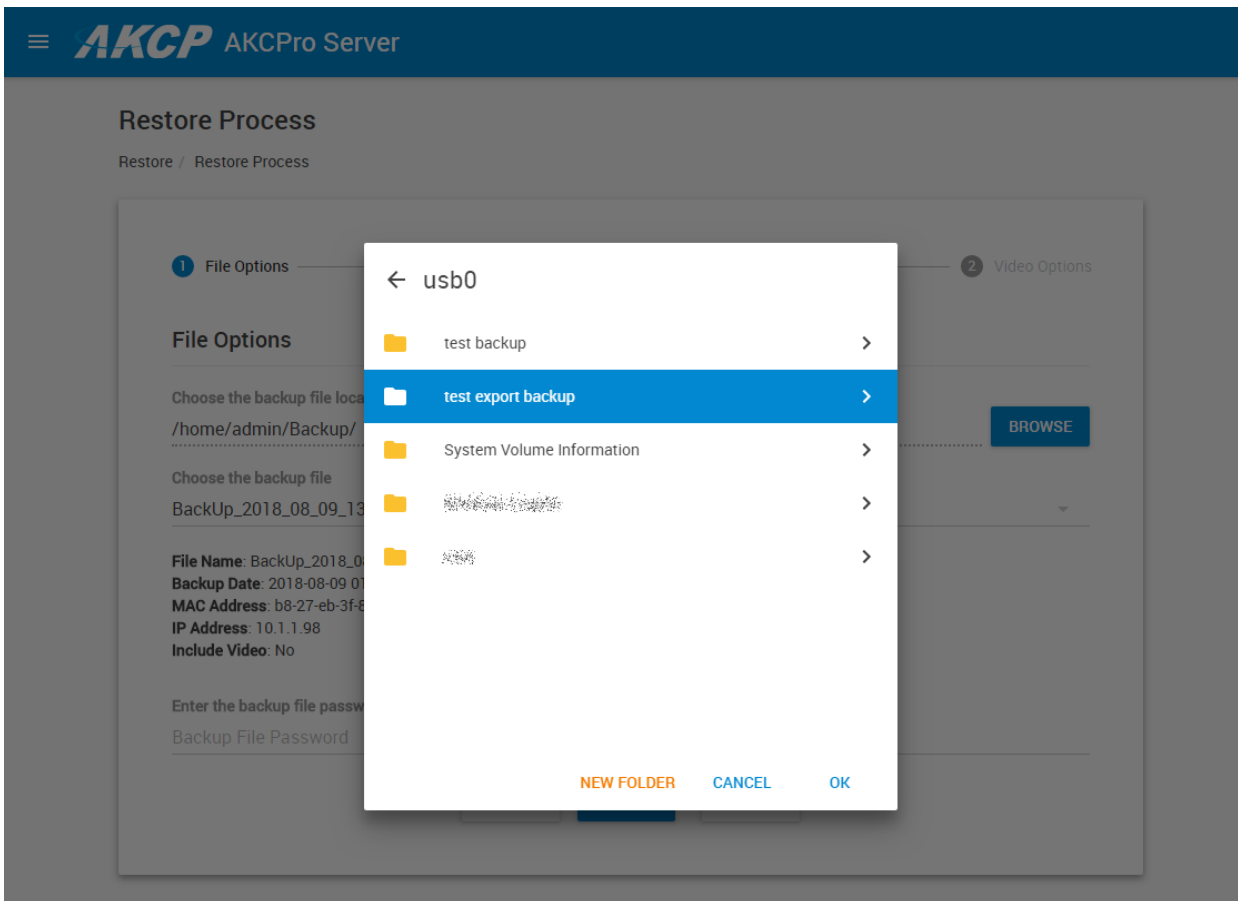 AKCP AKCPro Server
Restore Process
Restore / Restore Process
1 File Options
2 Video Options
usb0
test backup
test export backup
System Volume Information
NEW FOLDER CANCEL OK
File Options
Choose the backup file loca
/home/admin/Backup/
BROWSE
Choose the backup file
BackUp_2018_08_09_13
File Name: BackUp_2018_0
Backup Date: 2018-08-09 01
MAC Address: b8-27-eb-3f-8
IP Address: 10.1.1.98
Include Video: No
Enter the backup file passw
Backup File Password